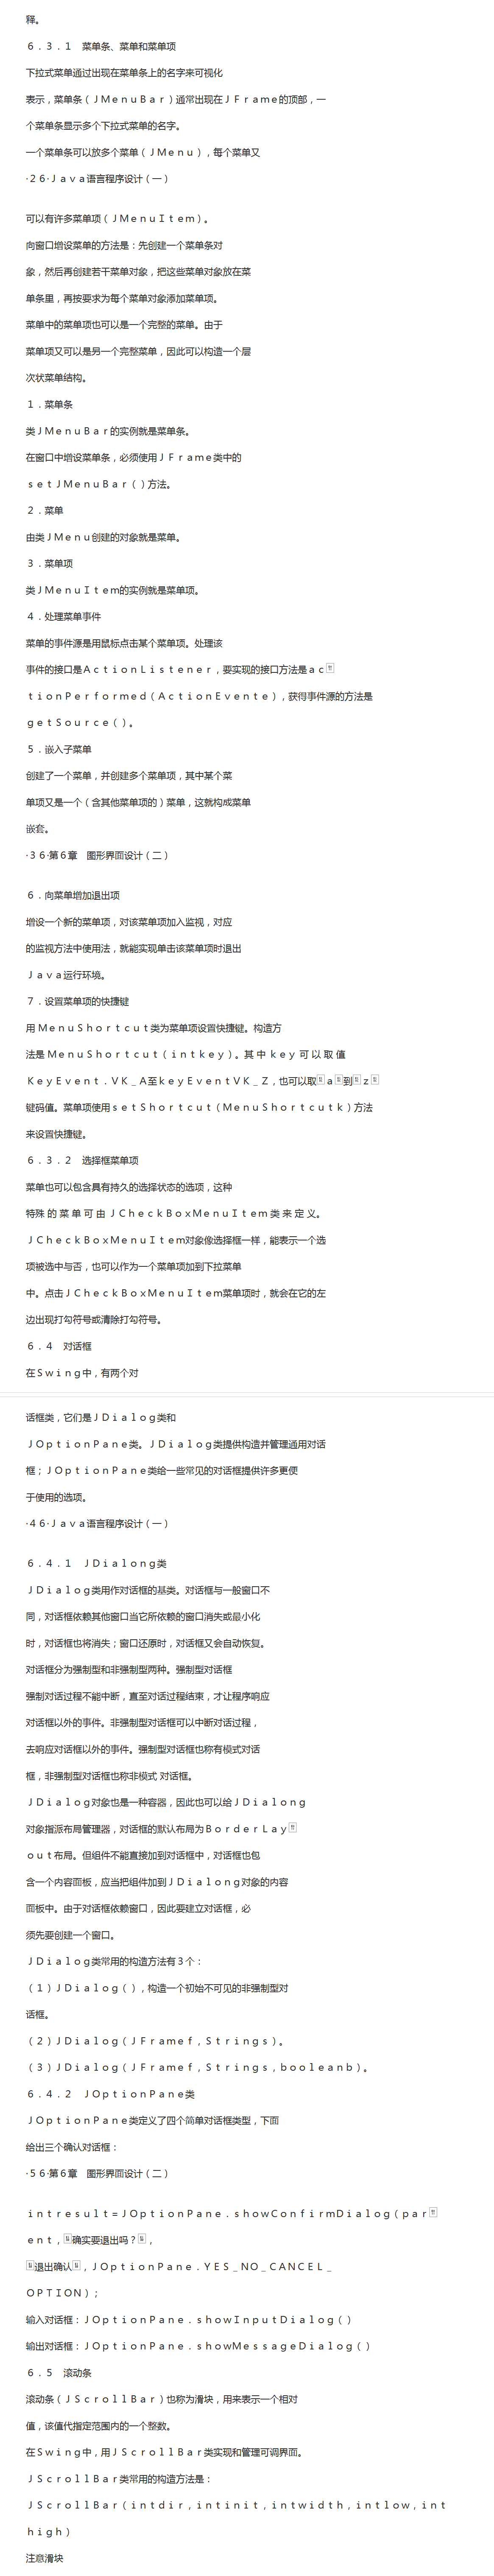 释。
６．３．１　菜单条、菜单和菜单项
下拉式菜单通过出现在菜单条上的名字来可视化
表示，菜单条（ＪＭｅｎｕＢａｒ）通常出现在ＪＦｒａｍｅ的顶部，一
个菜单条显示多个下拉式菜单的名字。
一个菜单条可以放多个菜单（ＪＭｅｎｕ），每个菜单又
·２６·Ｊａｖａ语言程序设计（一）
可以有许多菜单项（ＪＭｅｎｕＩｔｅｍ）。
向窗口增设菜单的方法是：先创建一个菜单条对
象，然后再创建若干菜单对象，把这些菜单对象放在菜
单条里，再按要求为每个菜单对象添加菜单项。
菜单中的菜单项也可以是一个完整的菜单。由于
菜单项又可以是另一个完整菜单，因此可以构造一个层
次状菜单结构。
１．菜单条
类ＪＭｅｎｕＢａｒ的实例就是菜单条。
在窗口中增设菜单条，必须使用ＪＦｒａｍｅ类中的
ｓｅｔＪＭｅｎｕＢａｒ（）方法。
２．菜单
由类ＪＭｅｎｕ创建的对象就是菜单。
３．菜单项
类ＪＭｅｎｕＩｔｅｍ的实例就是菜单项。
４．处理菜单事件
菜单的事件源是用鼠标点击某个菜单项。处理该
事件的接口是ＡｃｔｉｏｎＬｉｓｔｅｎｅｒ，要实现的接口方法是ａｃ
ｔｉｏｎＰｅｒｆｏｒｍｅｄ（ＡｃｔｉｏｎＥｖｅｎｔｅ），获得事件源的方法是
ｇｅｔＳｏｕｒｃｅ（）。
５．嵌入子菜单
创建了一个菜单，并创建多个菜单项，其中某个菜
单项又是一个（含其他菜单项的）菜单，这就构成菜单
嵌套。
·３６·第６章　图形界面设计（二）
６．向菜单增加退出项
增设一个新的菜单项，对该菜单项加入监视，对应
的监视方法中使用法，就能实现单击该菜单项时退出
Ｊａｖａ运行环境。
７．设置菜单项的快捷键
用ＭｅｎｕＳｈｏｒｔｃｕｔ类为菜单项设置快捷键。构造方
法是ＭｅｎｕＳｈｏｒｔｃｕｔ（ｉｎｔｋｅｙ）。其 中 ｋｅｙ 可 以 取 值
ＫｅｙＥｖｅｎｔ．ＶＫ＿Ａ至ｋｅｙＥｖｅｎｔＶＫ＿Ｚ，也可以取ａ到ｚ
键码值。菜单项使用ｓｅｔＳｈｏｒｔｃｕｔ（ＭｅｎｕＳｈｏｒｔｃｕｔｋ）方法
来设置快捷键。
６．３．２　选择框菜单项
菜单也可以包含具有持久的选择状态的选项，这种
特殊 的 菜 单 可 由 ＪＣｈｅｃｋＢｏｘＭｅｎｕＩｔｅｍ 类 来 定 义。
ＪＣｈｅｃｋＢｏｘＭｅｎｕＩｔｅｍ对象像选择框一样，能表示一个选
项被选中与否，也可以作为一个菜单项加到下拉菜单
中。点击ＪＣｈｅｃｋＢｏｘＭｅｎｕＩｔｅｍ菜单项时，就会在它的左
边出现打勾符号或清除打勾符号。
６．４　对话框
在Ｓｗｉｎｇ中，有两个对
话框类，它们是ＪＤｉａｌｏｇ类和
ＪＯｐｔｉｏｎＰａｎｅ类。ＪＤｉａｌｏｇ类提供构造并管理通用对话
框；ＪＯｐｔｉｏｎＰａｎｅ类给一些常见的对话框提供许多更便
于使用的选项。
·４６·Ｊａｖａ语言程序设计（一）
６．４．１　ＪＤｉａｌｏｎｇ类
ＪＤｉａｌｏｇ类用作对话框的基类。对话框与一般窗口不
同，对话框依赖其他窗口当它所依赖的窗口消失或最小化
时，对话框也将消失；窗口还原时，对话框又会自动恢复。
对话框分为强制型和非强制型两种。强制型对话框
强制对话过程不能中断，直至对话过程结束，才让程序响应
对话框以外的事件。非强制型对话框可以中断对话过程，
去响应对话框以外的事件。强制型对话框也称有模式对话
框，非强制型对话框也称非模式 对话框。
ＪＤｉａｌｏｇ对象也是一种容器，因此也可以给ＪＤｉａｌｏｎｇ
对象指派布局管理器，对话框的默认布局为ＢｏｒｄｅｒＬａｙ
ｏｕｔ布局。但组件不能直接加到对话框中，对话框也包
含一个内容面板，应当把组件加到ＪＤｉａｌｏｎｇ对象的内容
面板中。由于对话框依赖窗口，因此要建立对话框，必
须先要创建一个窗口。
ＪＤｉａｌｏｇ类常用的构造方法有３个：
（１）ＪＤｉａｌｏｇ（），构造一个初始不可见的非强制型对
话框。
（２）ＪＤｉａｌｏｇ（ＪＦｒａｍｅｆ，Ｓｔｒｉｎｇｓ）。
（３）ＪＤｉａｌｏｇ（ＪＦｒａｍｅｆ，Ｓｔｒｉｎｇｓ，ｂｏｏｌｅａｎｂ）。
６．４．２　ＪＯｐｔｉｏｎＰａｎｅ类
ＪＯｐｔｉｏｎＰａｎｅ类定义了四个简单对话框类型，下面
给出三个确认对话框：
·５６·第６章　图形界面设计（二）
ｉｎｔｒｅｓｕｌｔ＝ＪＯｐｔｉｏｎＰａｎｅ．ｓｈｏｗＣｏｎｆｉｒｍＤｉａｌｏｇ（ｐａｒ
ｅｎｔ，确实要退出吗？，
退出确认，ＪＯｐｔｉｏｎＰａｎｅ．ＹＥＳ＿ＮＯ＿ＣＡＮＣＥＬ＿
ＯＰＴＩＯＮ）；
输入对话框：ＪＯｐｔｉｏｎＰａｎｅ．ｓｈｏｗＩｎｐｕｔＤｉａｌｏｇ（）
输出对话框：ＪＯｐｔｉｏｎＰａｎｅ．ｓｈｏｗＭｅｓｓａｇｅＤｉａｌｏｇ（）
６．５　滚动条
滚动条（ＪＳｃｒｏｌｌＢａｒ）也称为滑块，用来表示一个相对
值，该值代指定范围内的一个整数。
在Ｓｗｉｎｇ中，用ＪＳｃｒｏｌｌＢａｒ类实现和管理可调界面。
ＪＳｃｒｏｌｌＢａｒ类常用的构造方法是：
ＪＳｃｒｏｌｌＢａｒ（ｉｎｔｄｉｒ，ｉｎｔｉｎｉｔ，ｉｎｔｗｉｄｔｈ，ｉｎｔｌｏｗ，ｉｎｔ
ｈｉｇｈ）
注意滑块